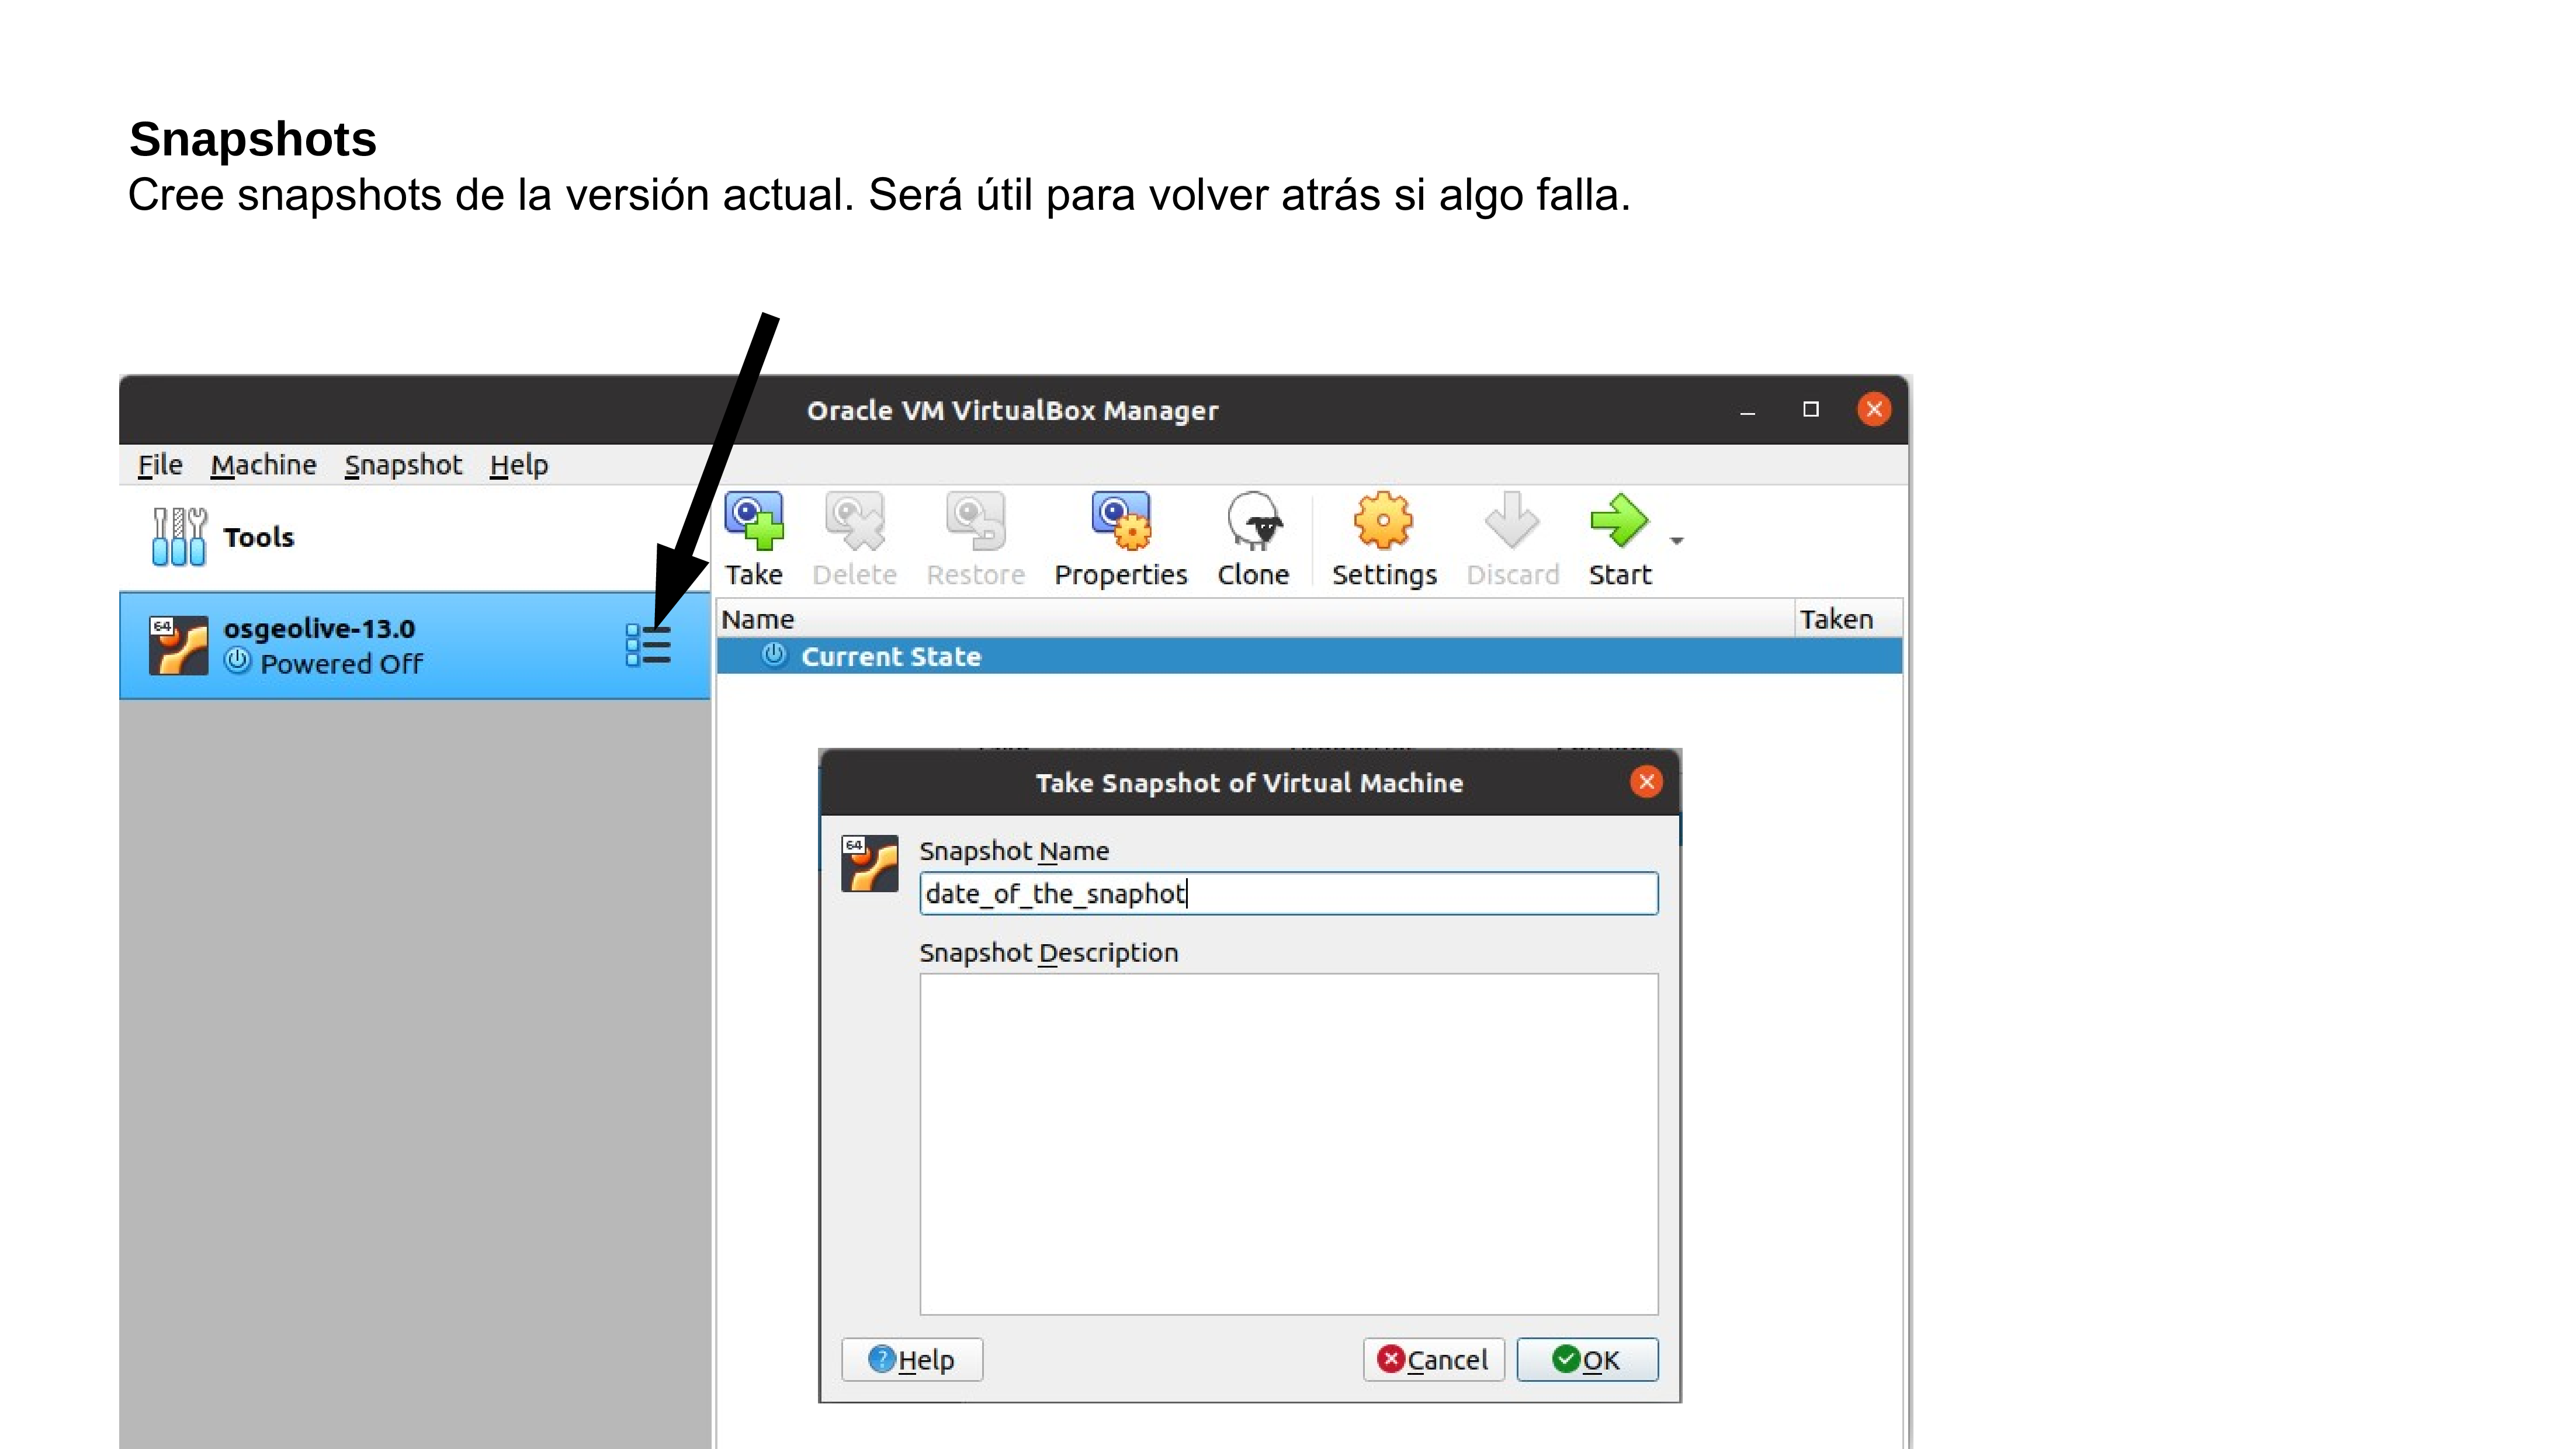 Snapshots
Cree snapshots de la versión actual. Será útil para volver atrás si algo falla.
Oracle VM VirtualBox Manager
File Machine Snapshot Help
Tools
Take Delete Restore Properties Clone Settings Discard Start
Name Taken
64 osgeolive-13.0
Powered Off
Current State
Take Snapshot of Virtual Machine
64 Snapshot Name
date_of_the_snaphot
Snapshot Description
Help Cancel OK